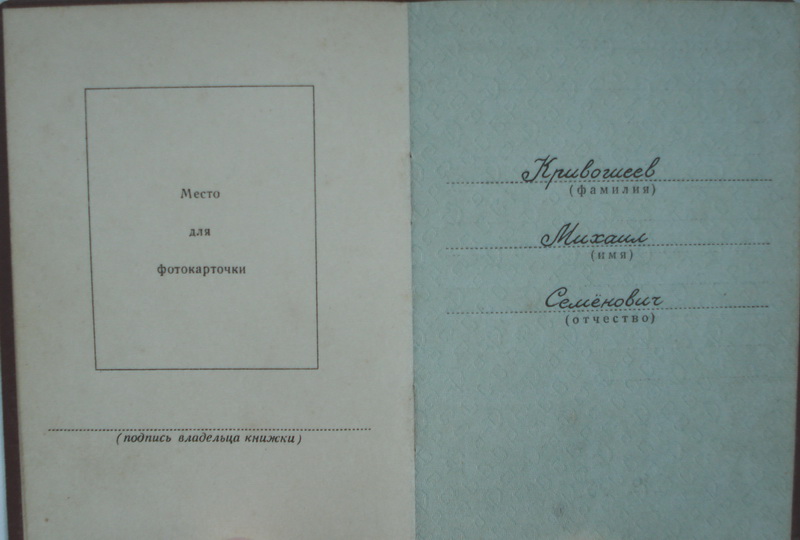 Место
для
фотокарточки
(подпись владельца книжки)
Кривошеев
(фамилия)
Михаил
(имя)
Семёнович
(отчество)